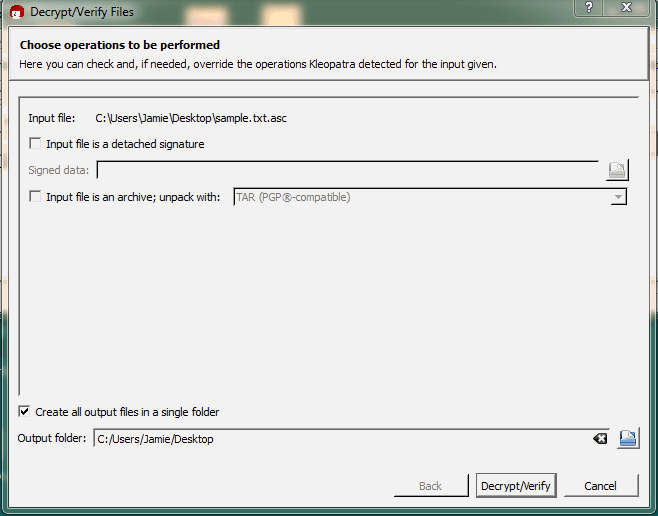 Decrypt/Verify Files
Choose operations to be performed
Here you can check and, if needed, override the operations Kleopatra detected for the input given.
Input file: C:\Users\Jamie\Desktop\sample.txt.asc
Input file is a detached signature
Signed data:
Input file is an archive; unpack with: TAR (PGP®-compatible)
Create all output files in a single folder
Output folder: C:/Users/Jamie/Desktop
Back Decrypt/Verify Cancel